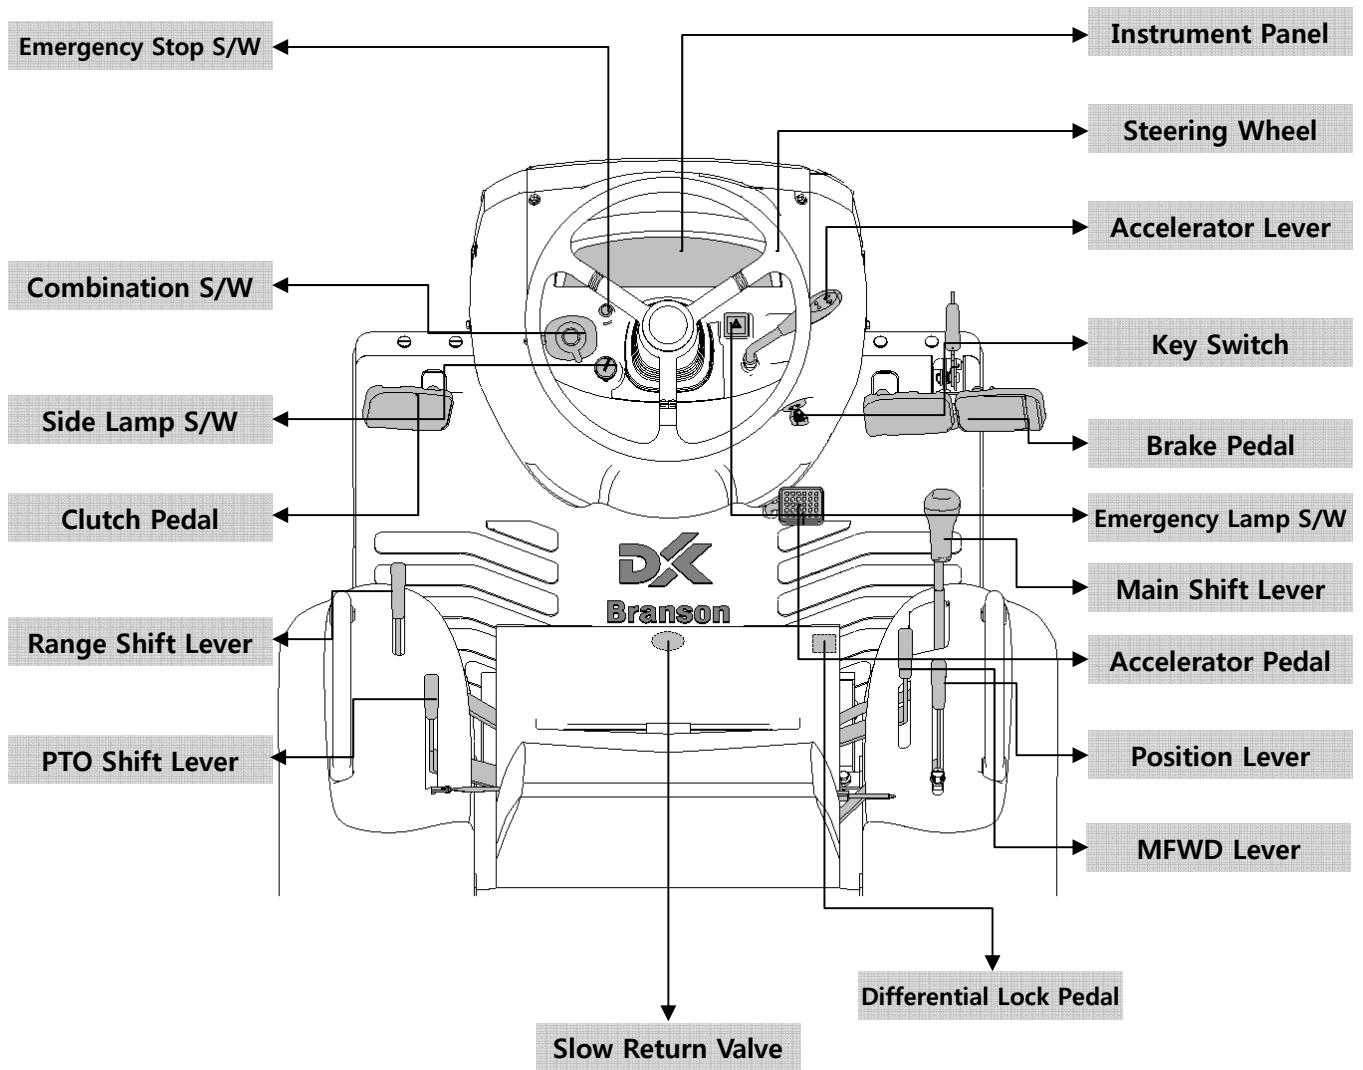 Emergency Stop S/W
Instrument Panel
Steering Wheel
Accelerator Lever
Combination S/W
Key Switch
Side Lamp S/W
Brake Pedal
Clutch Pedal
Emergency Lamp S/W
Main Shift Lever
Branson
Range Shift Lever
Accelerator Pedal
PTO Shift Lever
Position Lever
MFWD Lever
Differential Lock Pedal
Slow Return Valve